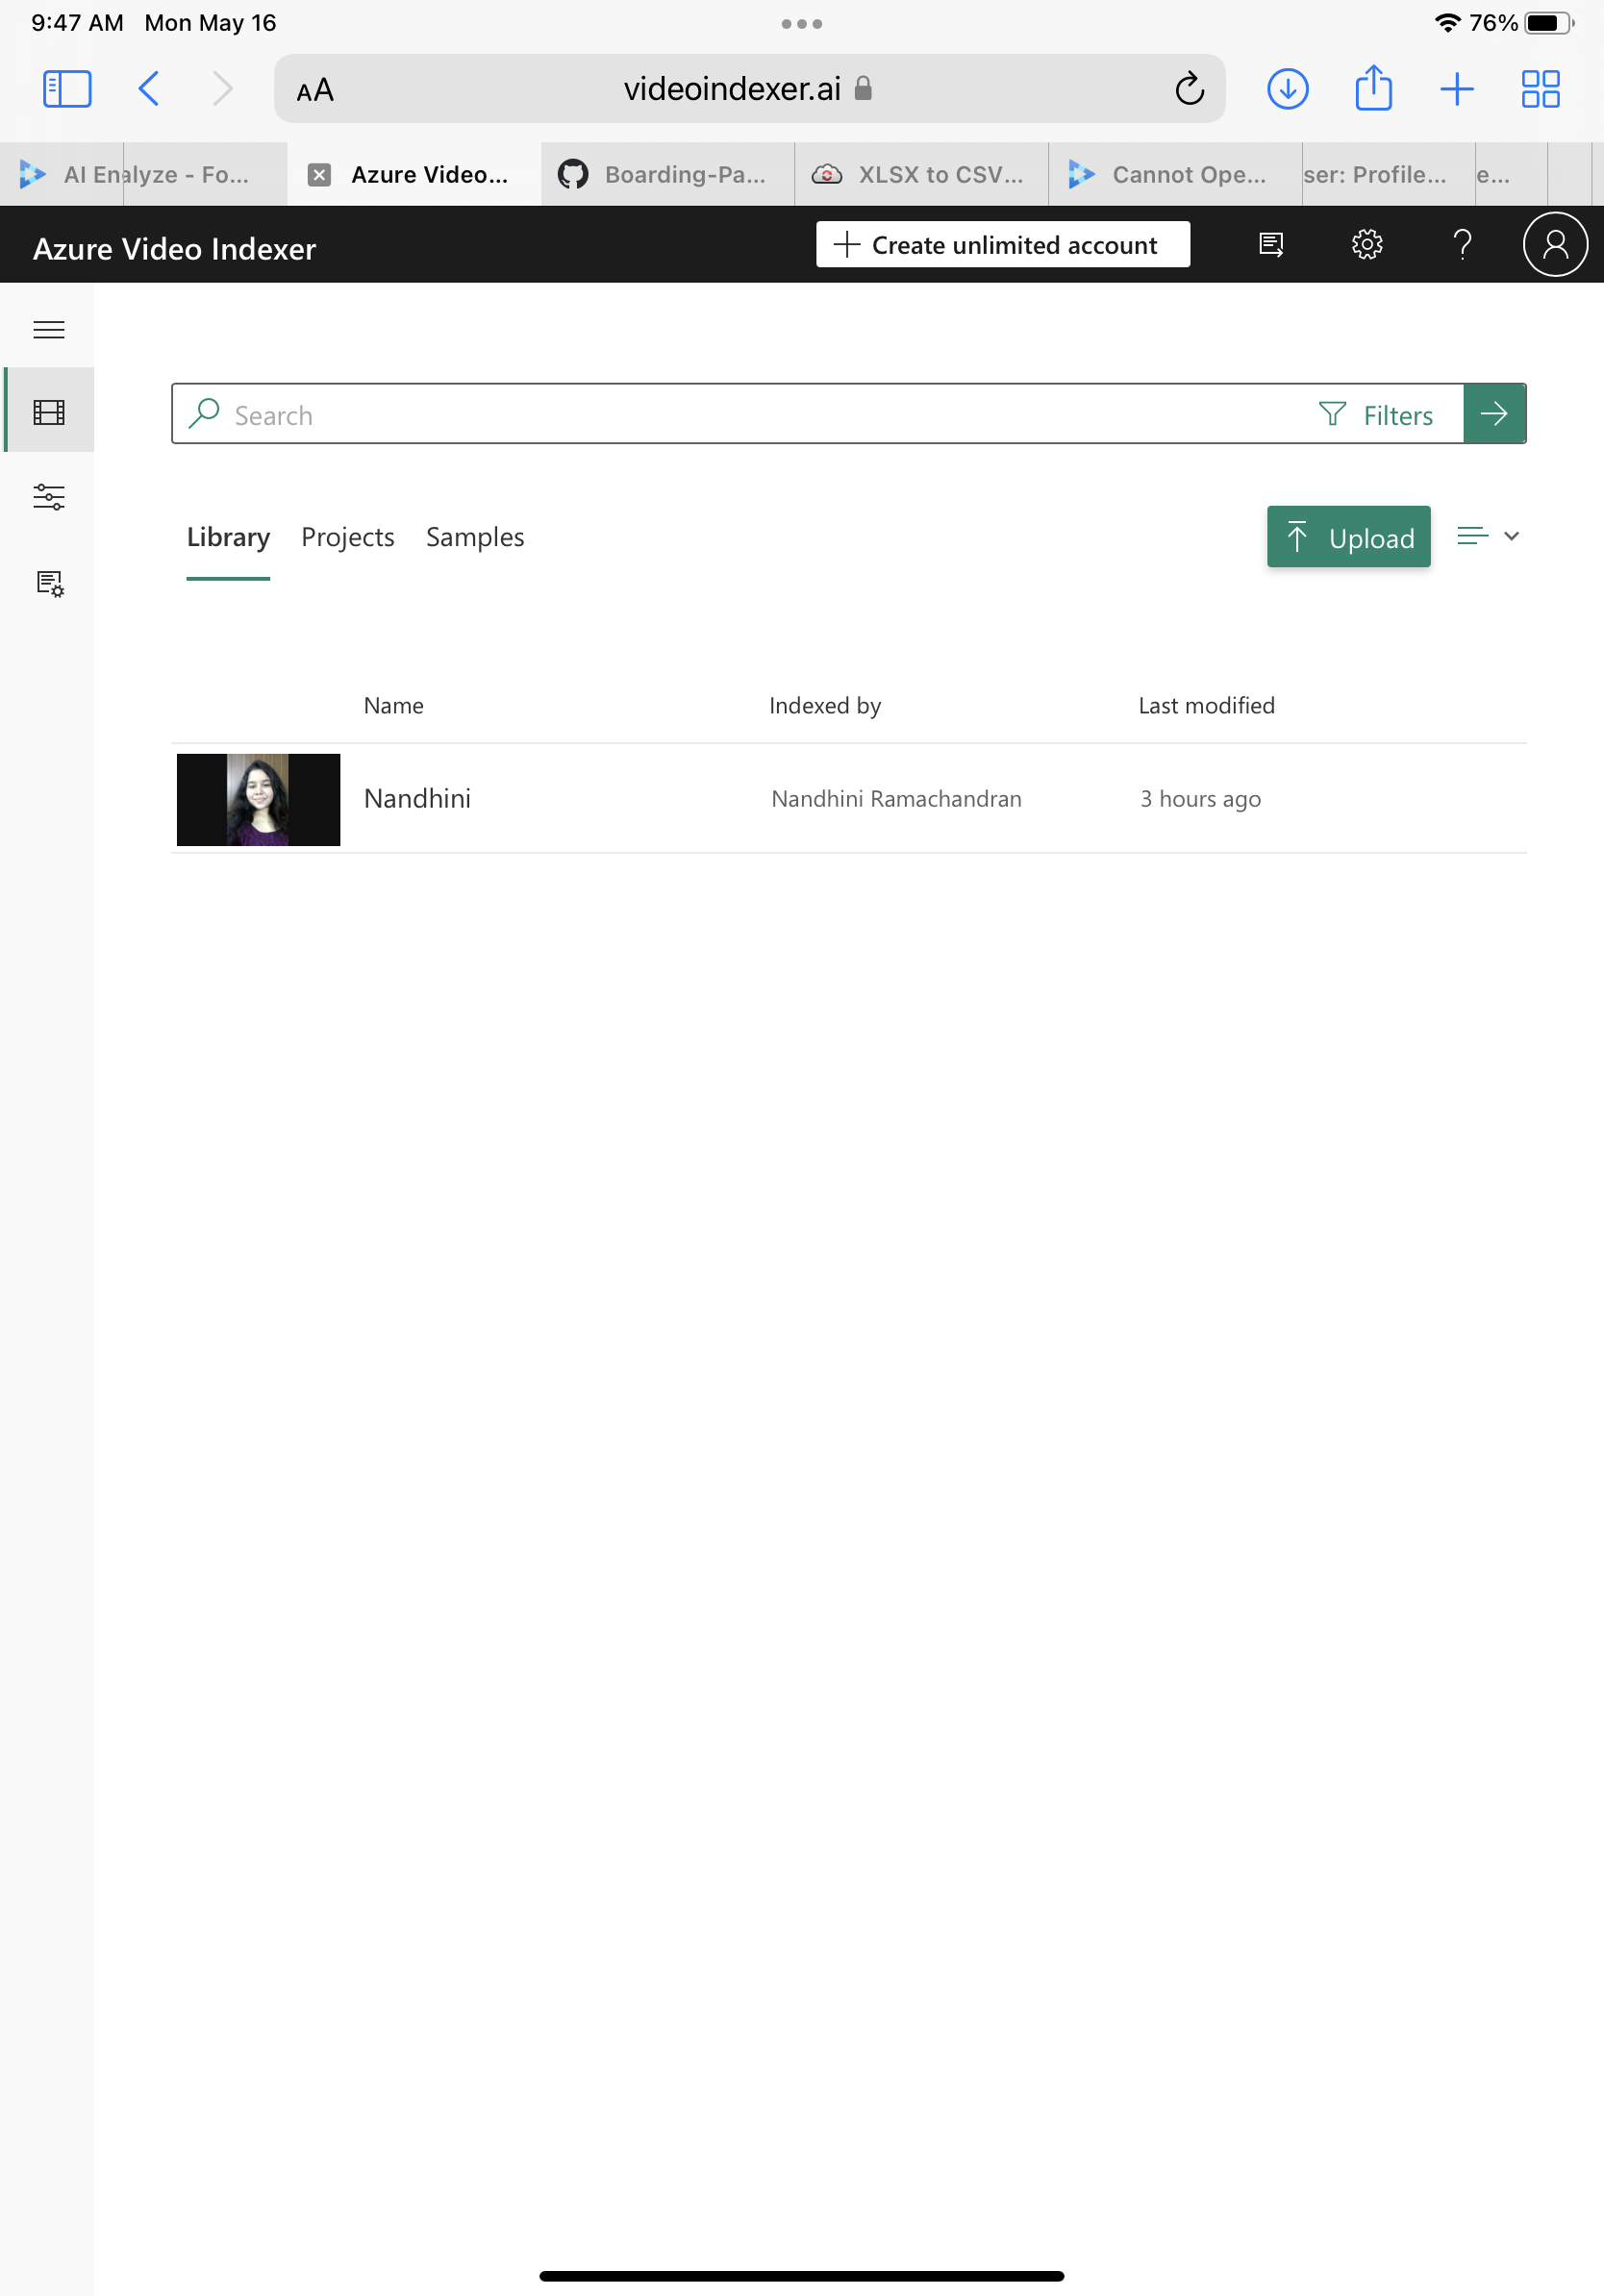 9:47 AM Mon May 16 76%
AA videoindexer.ai
AI En alyze - Fo... Azure Video... Boarding-Pa... XLSX to CSV... Cannot Ope... ser: Profile... e...
Azure Video Indexer + Create unlimited account ?
Search Filters
Library Projects Samples Upload
Name Indexed by Last modified
Nandhini Nandhini Ramachandran 3 hours ago